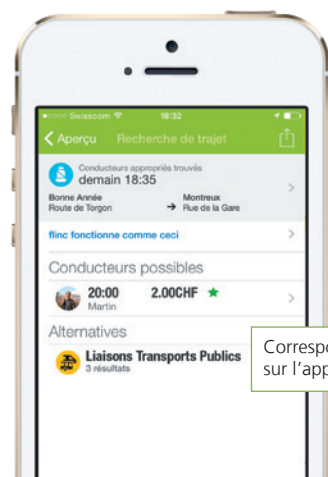 Swisscom 18:32
Aperçu Recherche de trajet
Conducteurs appropriés trouvés
demain 18:35
Bonne Année Montreux
Route de Torgon → Rue de la Gare
flinc fonctionne comme ceci
Conducteurs possibles
20:00 2.00CHF
Martin
Alternatives
Liaisons Transports Publics
3 résultats
sur l'app